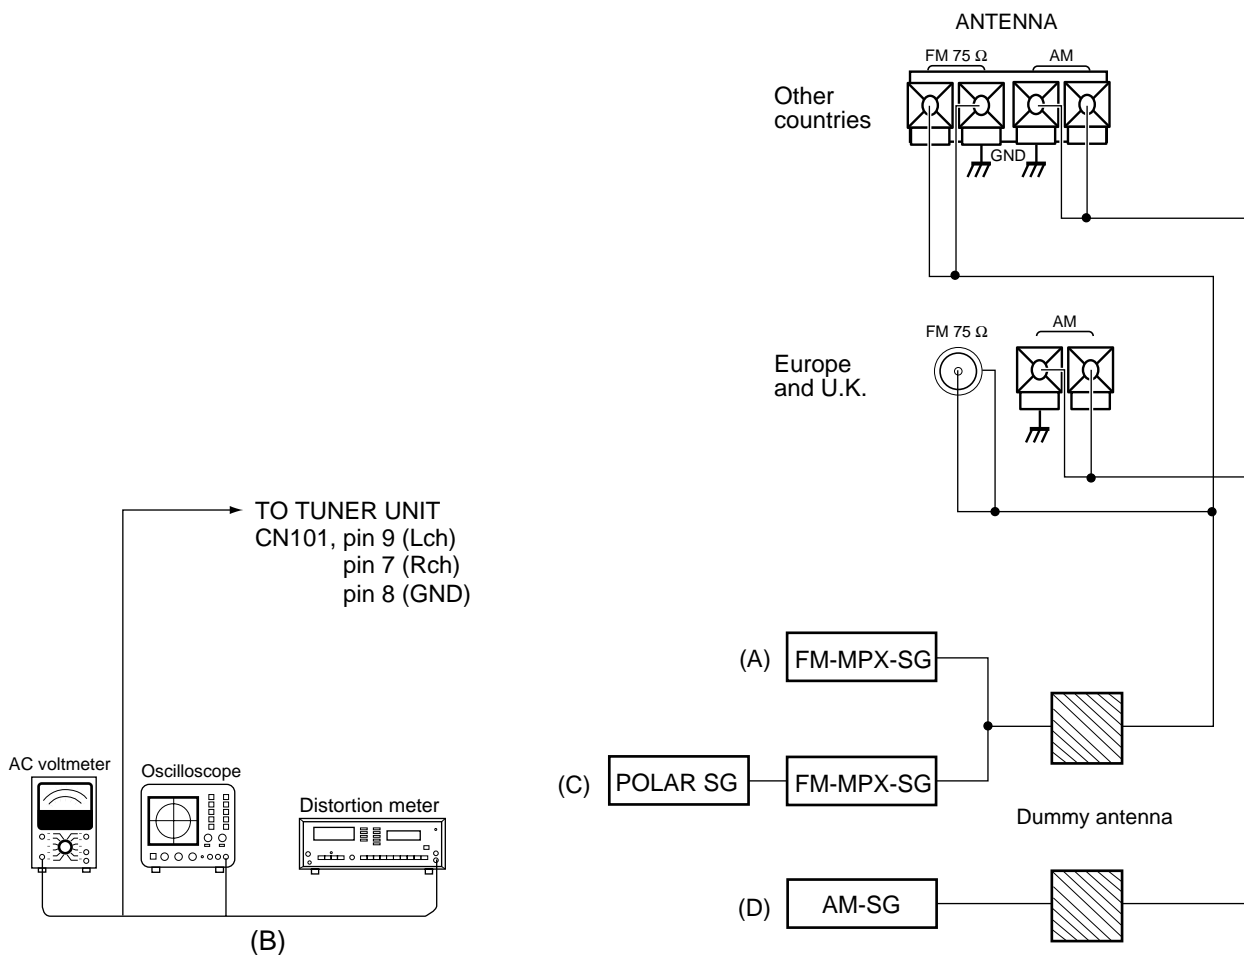 ANTENNA
FM 75 Ω
AM
Other
countries
GND
FM 75 Ω
AM
Europe
and U.K.
TO TUNER UNIT
CN101, pin 9 (Lch)
pin 7 (Rch)
pin 8 (GND)
(A)
FM-MPX-SG
(C)
POLAR SG
FM-MPX-SG
Dummy antenna
(D)
AM-SG
AC voltmeter
Oscilloscope
Distortion meter
(B)